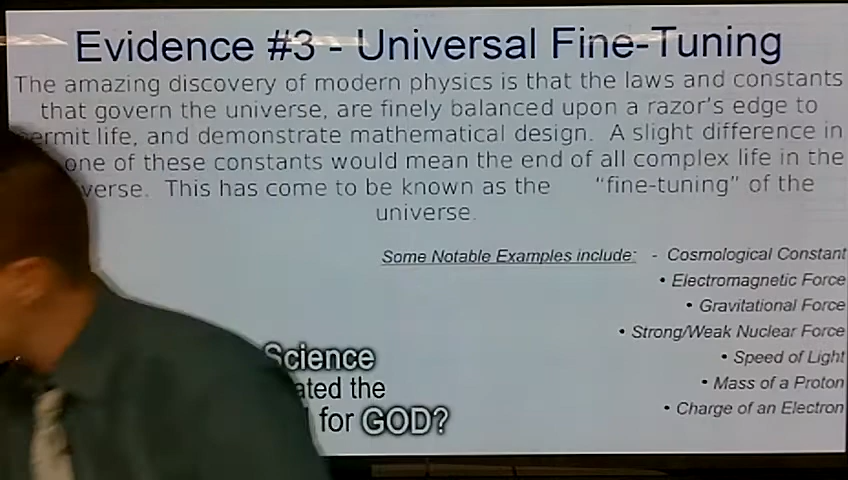 Evidence #3 - Universal Fine-Tuning
The amazing discovery of modern physics is that the laws and constants
that govern the universe, are finely balanced upon a razor's edge to
ermit life, and demonstrate mathematical design. A slight difference in
one of these constants would mean the end of all complex life in the
verse. This has come to be known as the "fine-tuning" of the
universe.
Some Notable Examples include: - Cosmological Constant
• Electromagnetic Force
• Gravitational Force
• Strong/Weak Nuclear Force
• Speed of Light
• Mass of a Proton
• Charge of an Electron
Science
ated the
for GOD?